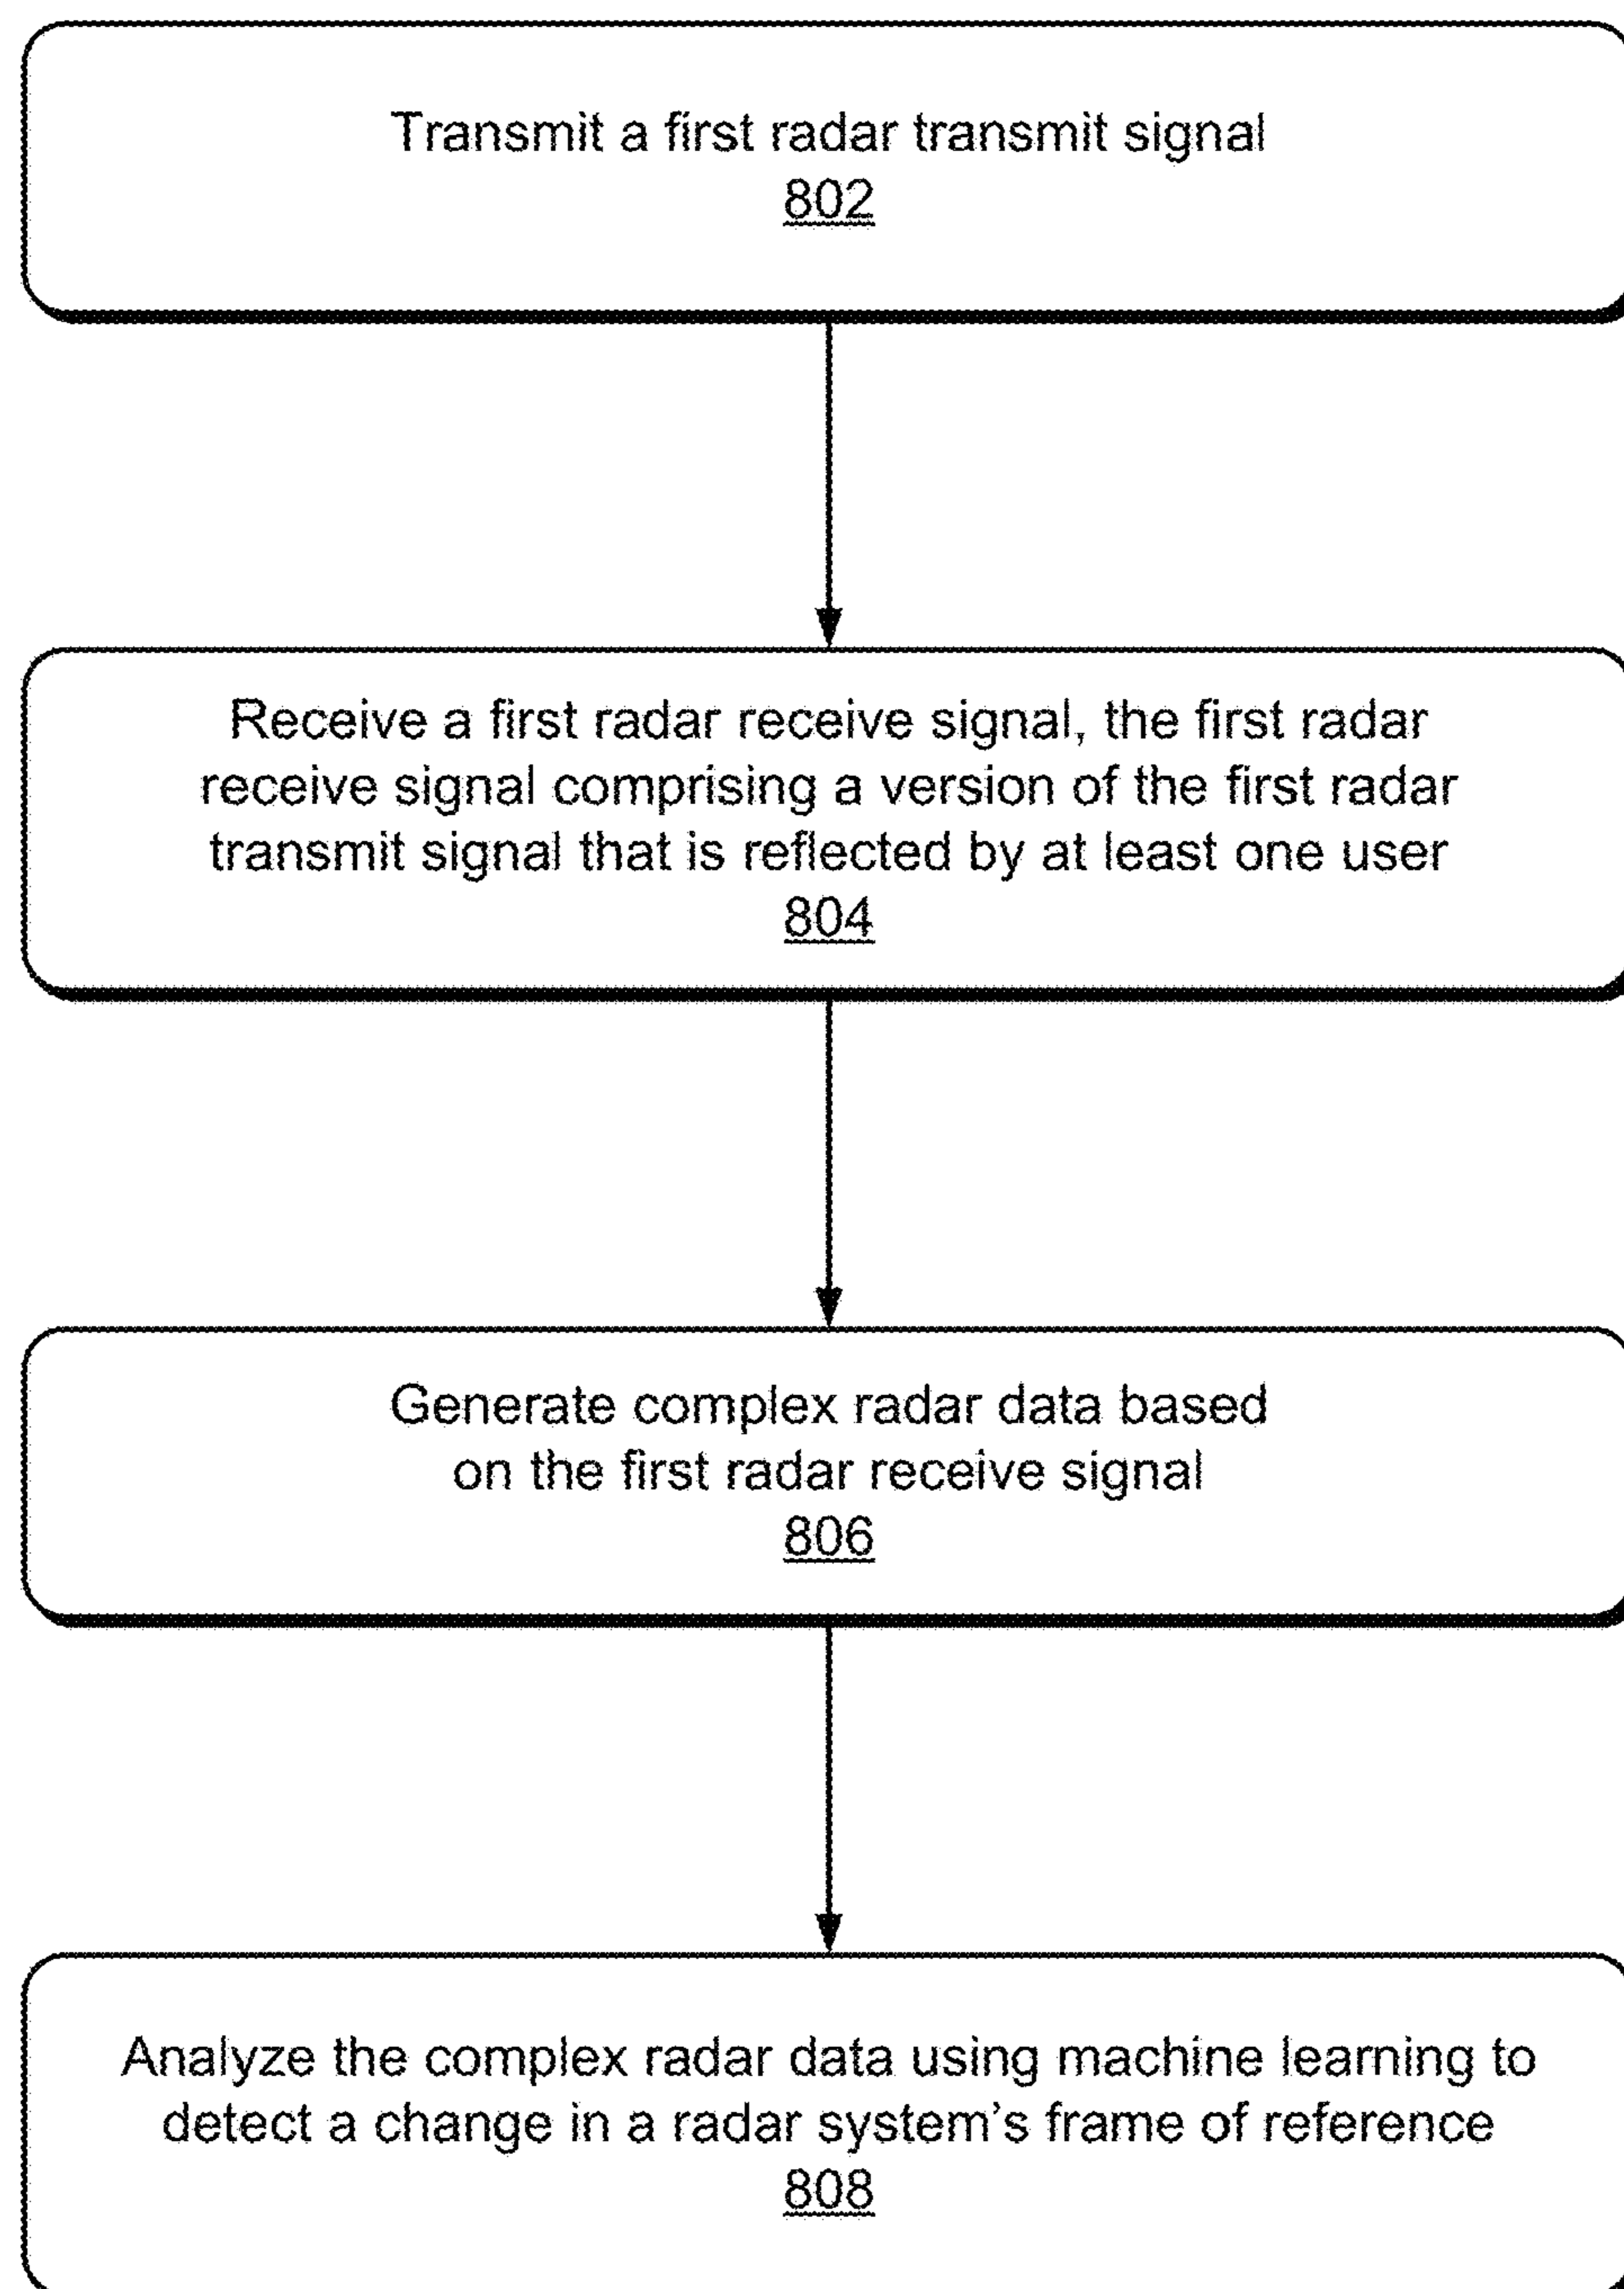 Transmit a first radar transmit signal
802
Receive a first radar receive signal, the first radar
receive signal comprising a version of the first radar
transmit signal that is reflected by at least one user
804
Generate complex radar data based
on the first radar receive signal
806
Analyze the complex radar data using machine learning to
detect a change in a radar system's frame of reference
808